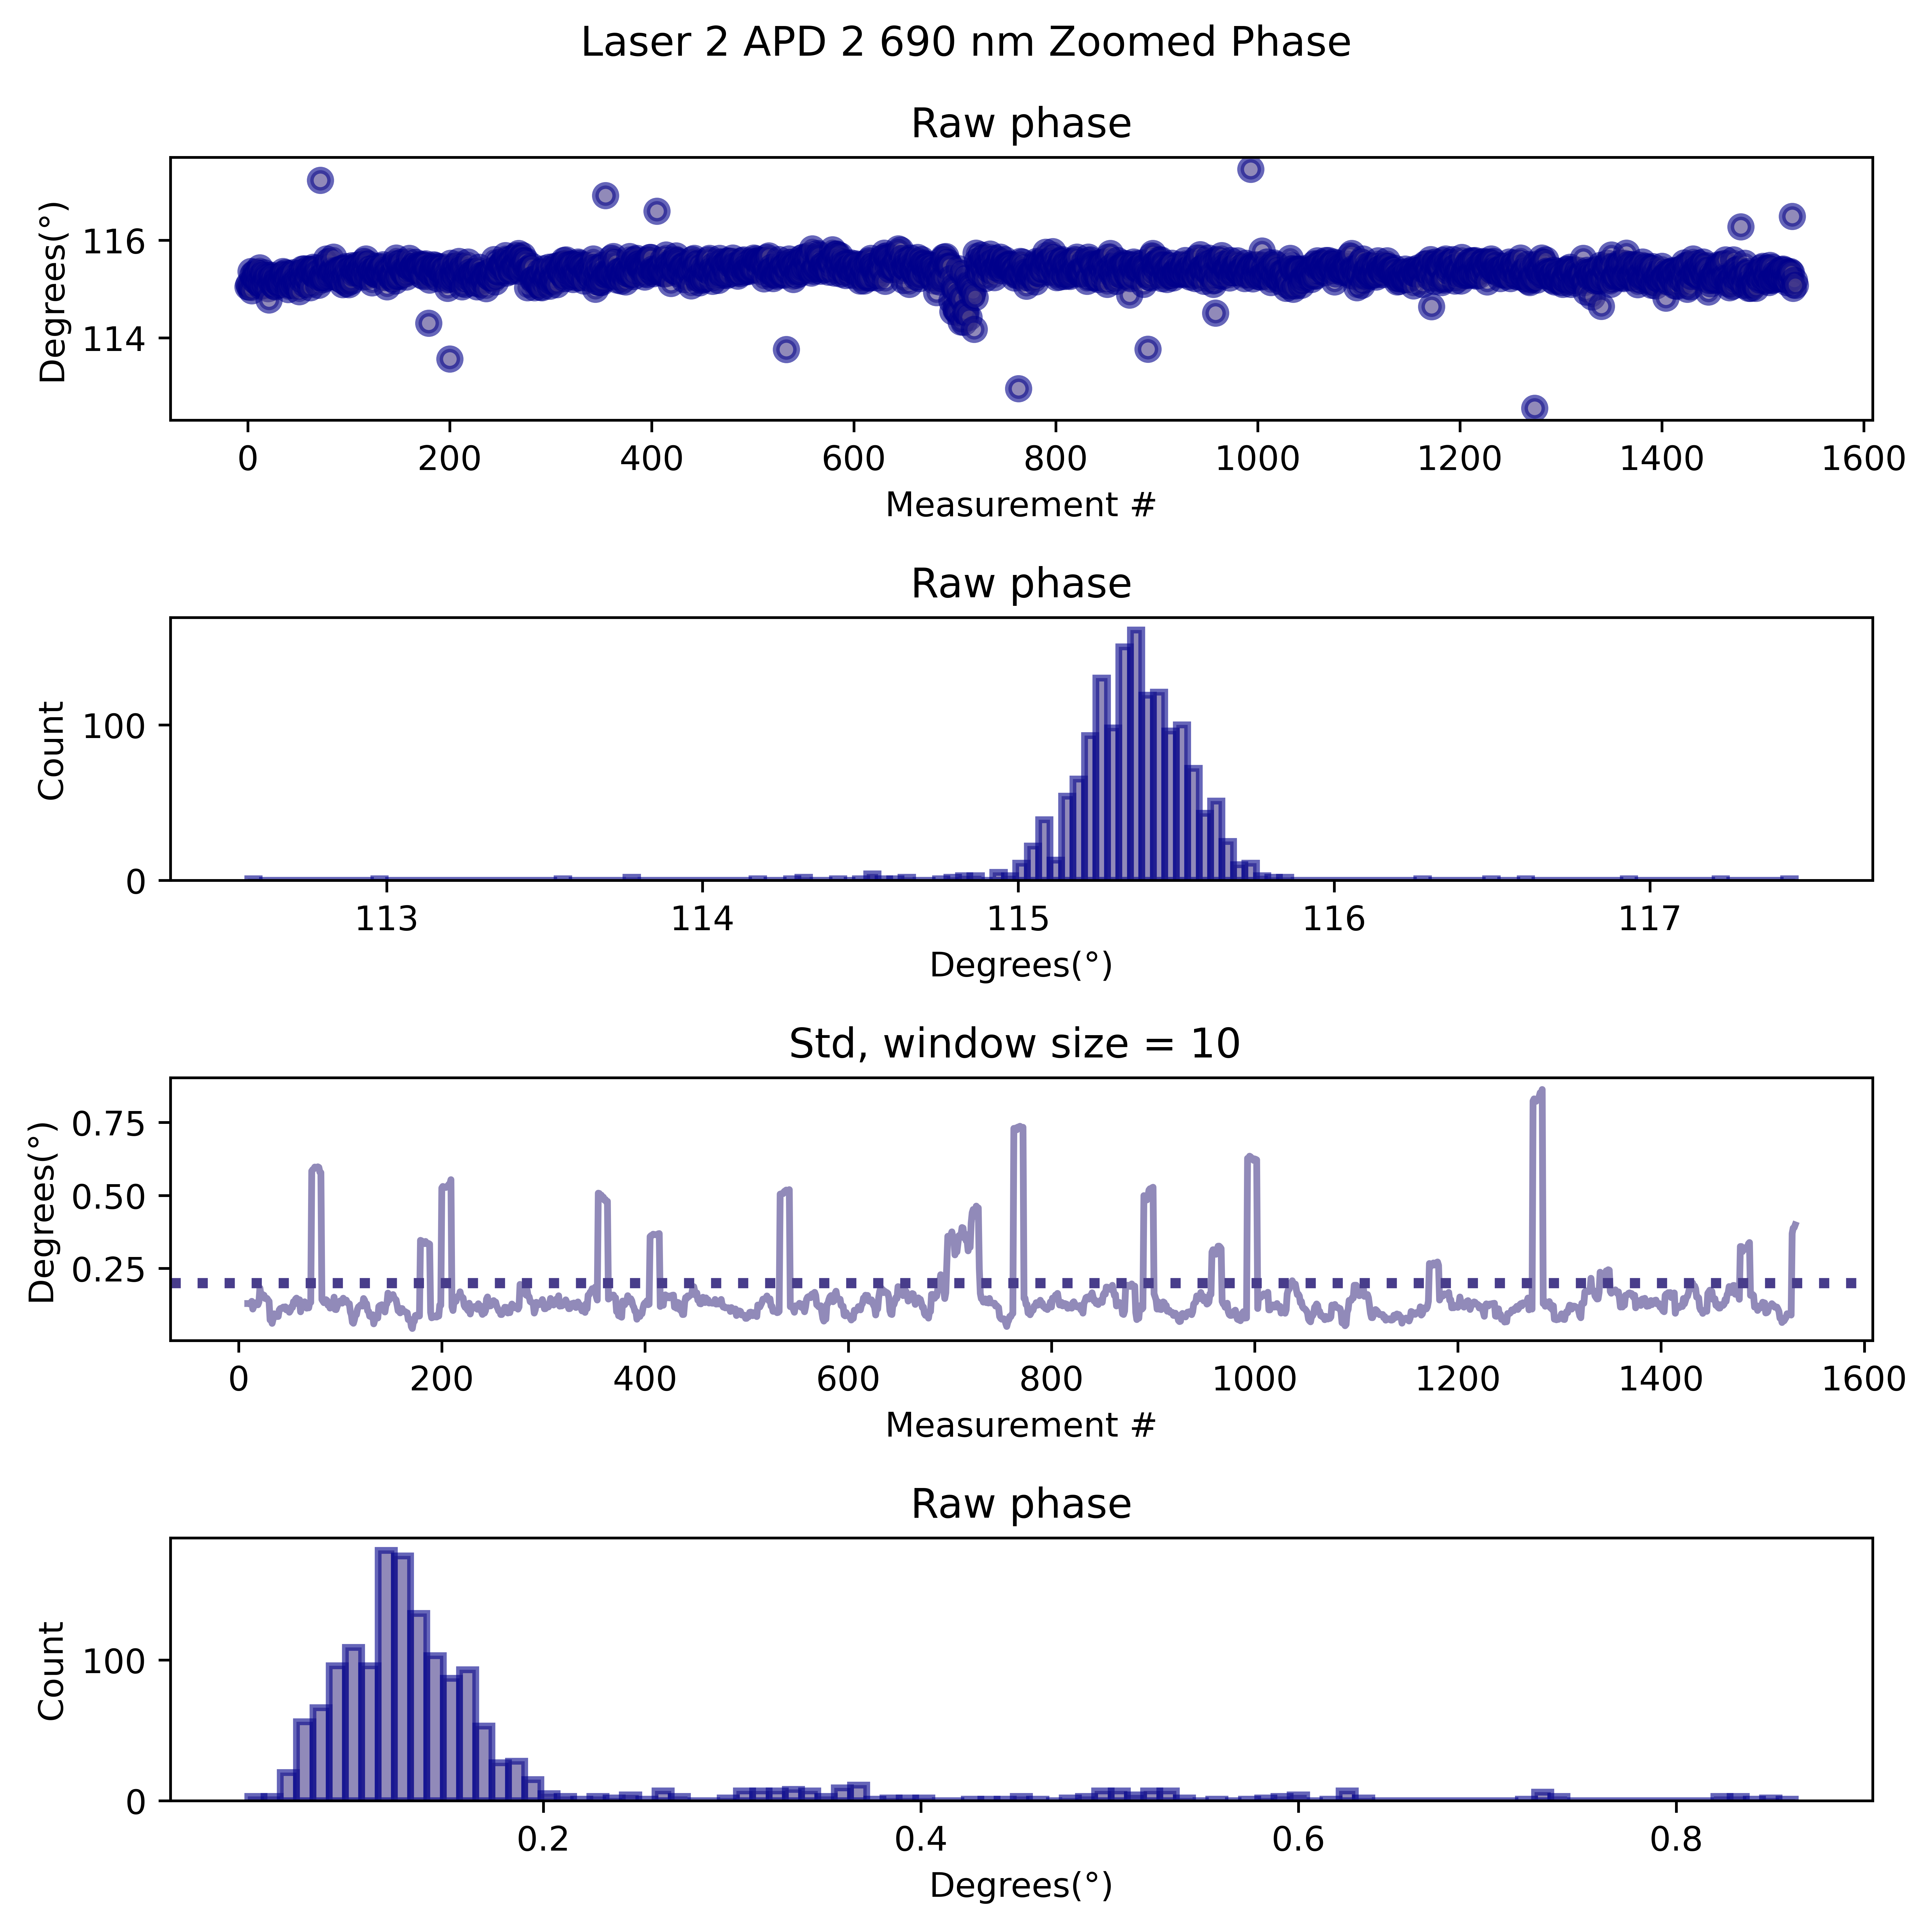 Laser 2 APD 2 690 nm Zoomed Phase
Raw phase
116
114
Degrees(°)
0 200 400 600 800 1000 1200 1400 1600
Measurement #
Raw phase
100
0
Count
113 114 115 116 117
Degrees(°)
Std, window size = 10
0.75
0.50
0.25
Degrees(°)
0 200 400 600 800 1000 1200 1400 1600
Measurement #
Raw phase
100
0
Count
0.2 0.4 0.6 0.8
Degrees(°)